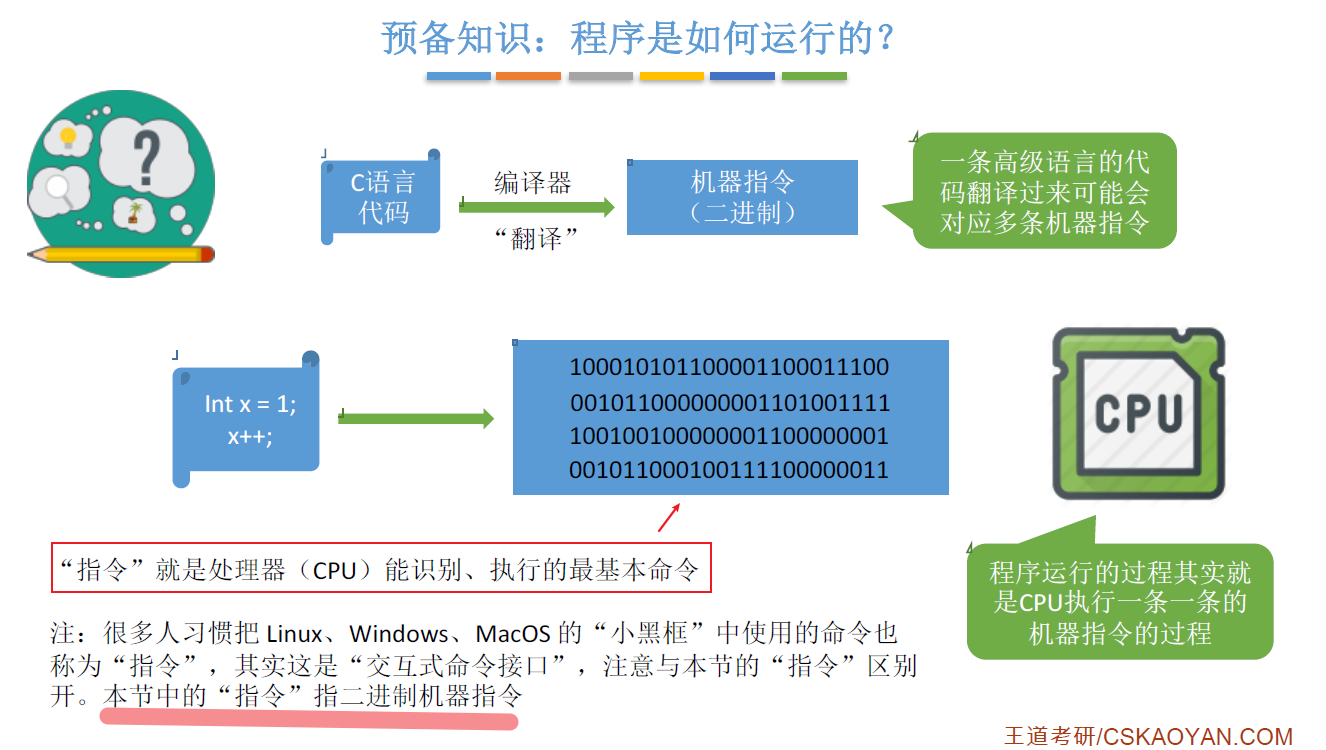 预备知识：程序是如何运行的？
C语言
代码
编译器
“翻译”
机器指令
（二进制）
一条高级语言的代
码翻译过来可能会
对应多条机器指令
Int x = 1;
x++;
100010101100001100011100
001011000000001101001111
100100100000001100000001
001011000100111100000011
CPU
“指令”就是处理器（CPU）能识别、执行的最基本命令
程序运行的过程其实就
是CPU执行一条一条的
机器指令的过程
注：很多人习惯把 Linux、Windows、MacOS 的“小黑框”中使用的命令也
称为“指令”，其实这是“交互式命令接口”，注意与本节的“指令”区别
开。本节中的“指令”指二进制机器指令
王道考研/CSKAOYAN.COM